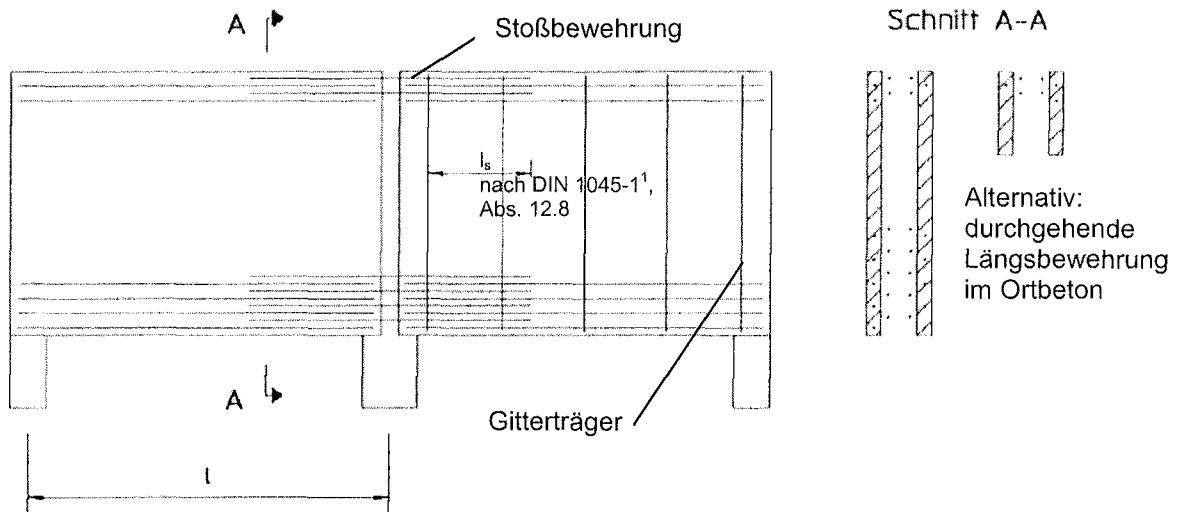 A
Stoßbewehrung
Schnitt A-A
lₛ
nach DIN 1045-1¹,
Abs. 12.8
Alternativ:
durchgehende
Längsbewehrung
im Ortbeton
A
Gitterträger
l